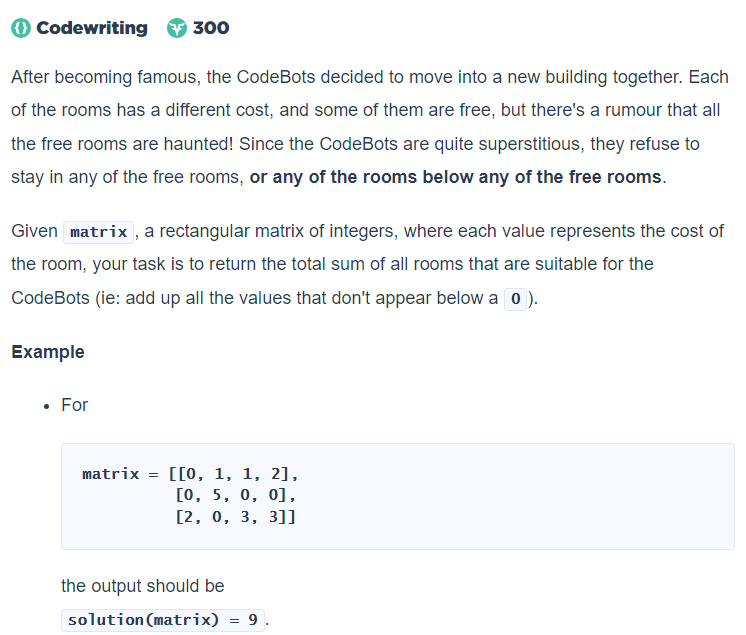 Codewriting 300
After becoming famous, the CodeBots decided to move into a new building together. Each
of the rooms has a different cost, and some of them are free, but there's a rumour that all
the free rooms are haunted! Since the CodeBots are quite superstitious, they refuse to
stay in any of the free rooms, or any of the rooms below any of the free rooms.
Given matrix, a rectangular matrix of integers, where each value represents the cost of
the room, your task is to return the total sum of all rooms that are suitable for the
CodeBots (ie: add up all the values that don't appear below a 0).
Example
• For
matrix = [[0, 1, 1, 2],
[0, 5, 0, 0],
[2, 0, 3, 3]]
the output should be
solution(matrix) = 9.